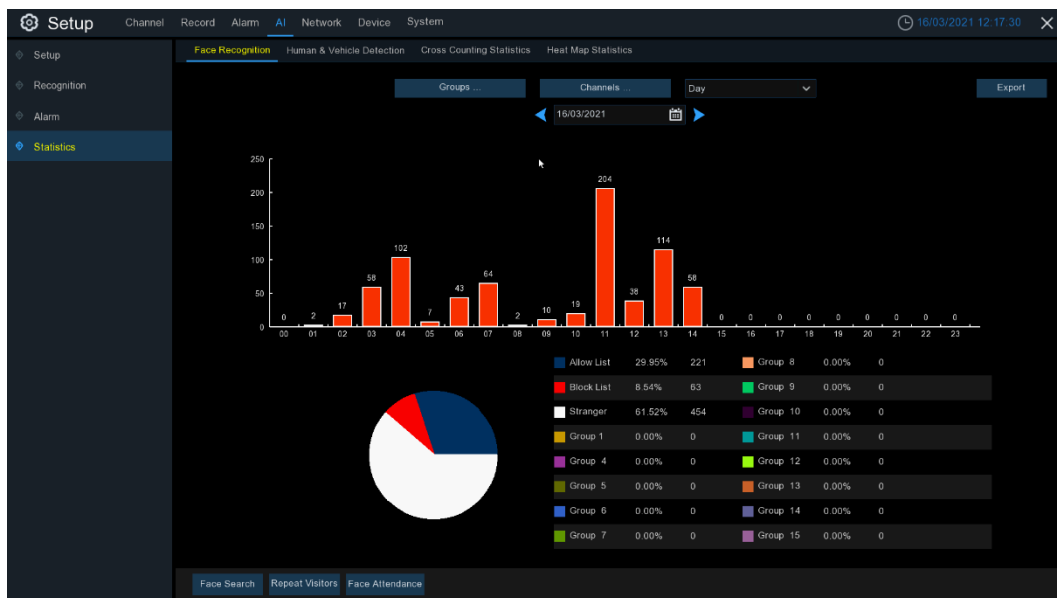 Setup Channel Record Alarm AI Network Device System 16/03/2021 12:17:30
Setup
Recognition
Alarm
Statistics
Face Recognition Human & Vehicle Detection Cross Counting Statistics Heat Map Statistics
Groups ... Channels ... Day Export
16/03/2021
250
200
150
100
50
0
0 2 17 58 102 7 43 64 2 10 19 204 38 114 58 0 0 0 0 0 0 0 0 0
00 01 02 03 04 05 06 07 08 09 10 11 12 13 14 15 16 17 18 19 20 21 22 23
Allow List 29.95% 221 Group 8 0.00% 0
Block List 8.54% 63 Group 9 0.00% 0
Stranger 61.52% 454 Group 10 0.00% 0
Group 1 0.00% 0 Group 11 0.00% 0
Group 4 0.00% 0 Group 12 0.00% 0
Group 5 0.00% 0 Group 13 0.00% 0
Group 6 0.00% 0 Group 14 0.00% 0
Group 7 0.00% 0 Group 15 0.00% 0
Face Search Repeat Visitors Face Attendance